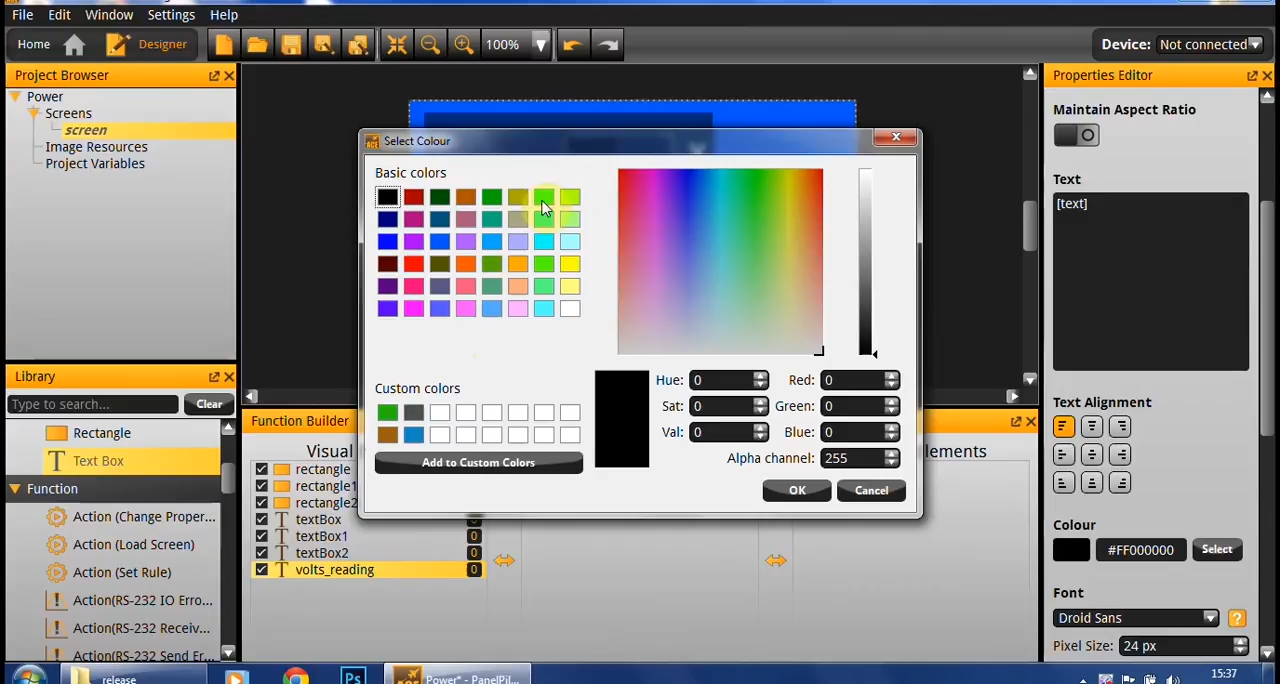 File Edit Window Settings Help
Home Designer 100% Device: Not connected
Project Browser
Properties Editor
Power
Screens
screen
Image Resources
Project Variables
Select Colour
Basic colors
Custom colors
Add to Custom Colors
Hue: 0 Red: 0
Sat: 0 Green: 0
Val: 0 Blue: 0
Alpha channel: 255
OK Cancel
Maintain Aspect Ratio
Text
[text]
Text Alignment
Colour
#FF000000 Select
Font
Droid Sans ?
Pixel Size: 24 px
Library
Type to search... Clear
Rectangle
Text Box
Function
Action (Change Proper...
Action (Load Screen)
Action (Set Rule)
Action(RS-232 IO Erro...
Action(RS-232 Receiv...
Action(RS-232 Send Er
Function Builder
Visual
lements
rectangle
rectangle1
rectangle2
textBox
textBox1 0
textBox2 0
volts_reading 0
release
Ps
Power* - PanelPil...
15:37